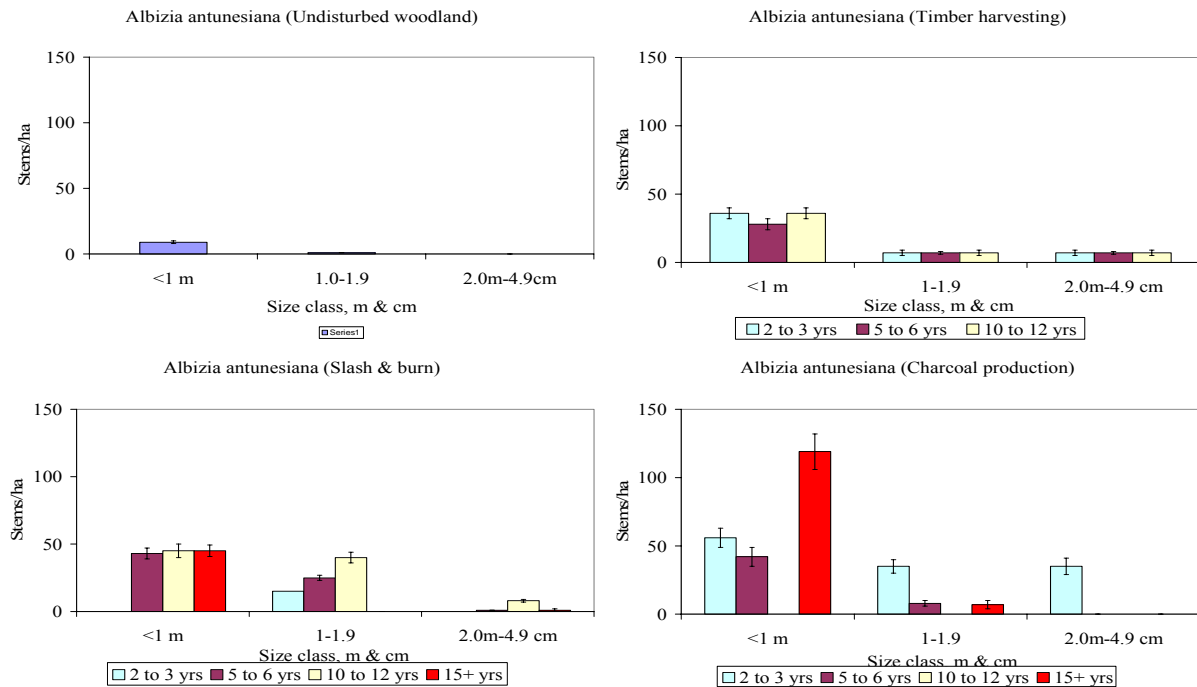 Albizia antunesiana (Undisturbed woodland)
150
100
50
0
Stems/ha
<1 m
1.0-1.9
2.0m-4.9cm
Size class, m & cm
Series1
Albizia antunesiana (Timber harvesting)
150
100
50
0
Stems/ha
<1 m
1-1.9
2.0m-4.9 cm
Size class, m & cm
2 to 3 yrs
5 to 6 yrs
10 to 12 yrs
Albizia antunesiana (Slash & burn)
150
100
50
0
Stems/ha
<1 m
1-1.9
2.0m-4.9 cm
Size class, m & cm
2 to 3 yrs
5 to 6 yrs
10 to 12 yrs
15+ yrs
Albizia antunesiana (Charcoal production)
150
100
50
0
Stems/ha
<1 m
1-1.9
2.0m-4.9 cm
Size class, m & cm
2 to 3 yrs
5 to 6 yrs
10 to 12 yrs
15+ yrs